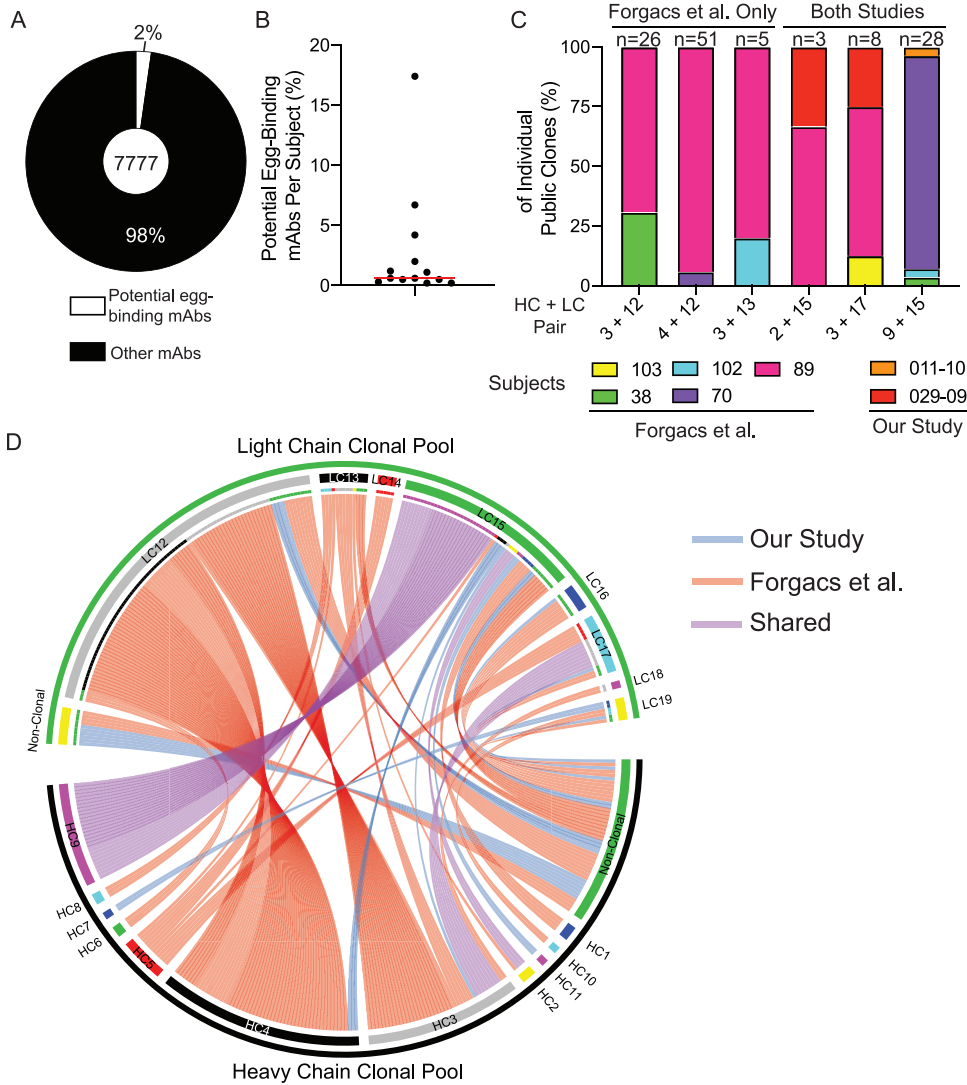 A
2%
7777
98%
Potential egg-
binding mAbs
Other mAbs
B
Potential Egg-Binding
mAbs Per Subject (%)
20
15
10
5
0
C
Forgacs et al. Only
Both Studies
n=26
n=51
n=5
n=3
n=8
n=28
of Individual
Public Clones (%)
100
75
50
25
0
HC + LC
Pair
3 + 12
4 + 12
3 + 13
2 + 15
3 + 17
9 + 15
Subjects
103
102
89
38
70
Forgacs et al.
011-10
029-09
Our Study
D
Light Chain Clonal Pool
Non-Clonal
LC12
LC13
LC14
LC15
LC16
LC17
LC18
LC19
Our Study
Forgacs et al.
Shared
HC9
HC8
HC7
HC6
HC5
HC4
HC3
HC2
HC11
HC10
HC1
Non-Clonal
Heavy Chain Clonal Pool